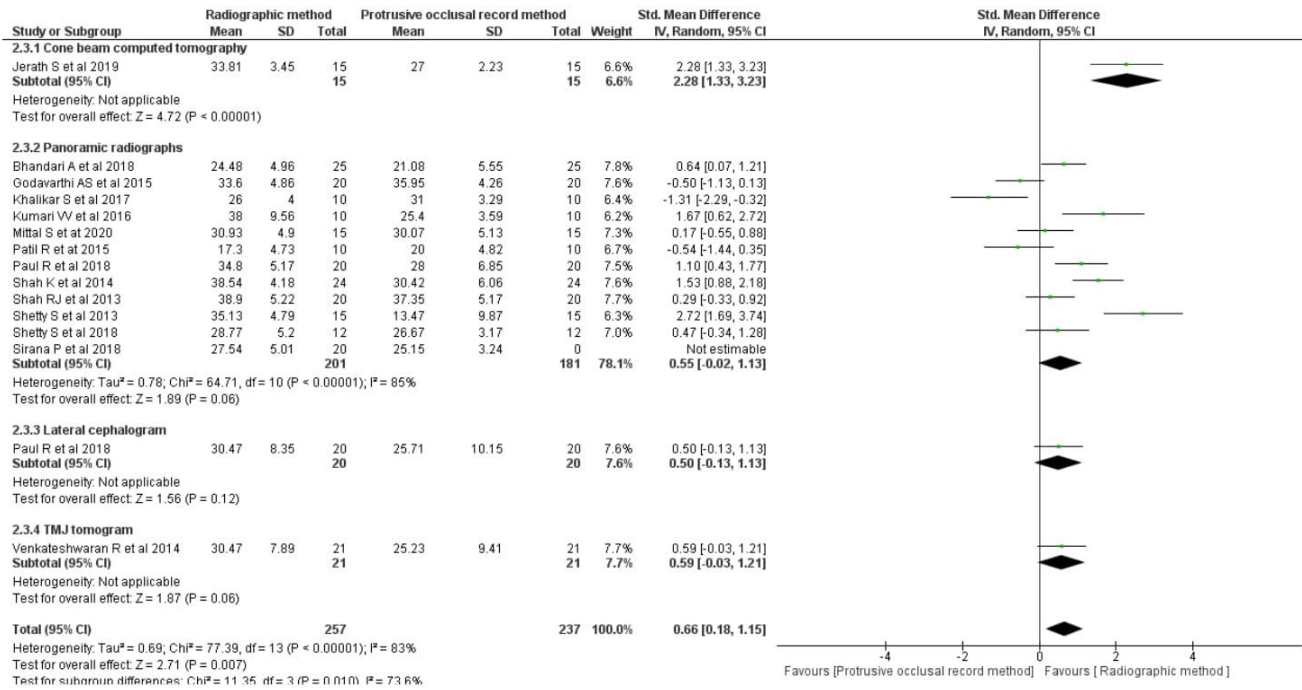 Radiographic method Protrusive occlusal record method Std. Mean Difference Std. Mean Difference
Study or Subgroup Mean SD Total Mean SD Total Weight IV, Random, 95% CI IV, Random, 95% CI
2.3.1 Cone beam computed tomography
Jerath S et al 2019 33.81 3.45 15 27 2.23 15 6.6% 2.28 [1.33, 3.23]
Subtotal (95% CI) 15 15 6.6% 2.28 [1.33, 3.23]
Heterogeneity: Not applicable
Test for overall effect: Z = 4.72 (P < 0.00001)
2.3.2 Panoramic radiographs
Bhandari A et al 2018 24.48 4.96 25 21.08 5.55 25 7.8% 0.64 [0.07, 1.21]
Godavarthi AS et al 2015 33.6 4.86 20 35.95 4.26 20 7.6% -0.50 [-1.13, 0.13]
Khalikar S et al 2017 26 4 10 31 3.29 10 6.4% -1.31 [-2.29, -0.32]
Kumari VV et al 2016 38 9.56 10 25.4 3.59 10 6.2% 1.67 [0.62, 2.72]
Mittal S et at 2020 30.93 4.9 15 30.07 5.13 15 7.3% 0.17 [-0.55, 0.88]
Patil R et at 2015 17.3 4.73 10 20 4.82 10 6.7% -0.54 [-1.44, 0.35]
Paul R et al 2018 34.8 5.17 20 28 6.85 20 7.5% 1.10 [0.43, 1.77]
Shah K et al 2014 38.54 4.18 24 30.42 6.06 24 7.6% 1.53 [0.88, 2.18]
Shah RJ et al 2013 38.9 5.22 20 37.35 5.17 20 7.7% 0.29 [-0.33, 0.92]
Shetty S et al 2013 35.13 4.79 15 13.47 9.87 15 6.3% 2.72 [1.69, 3.74]
Shetty S et al 2018 28.77 5.2 12 26.67 3.17 12 7.0% 0.47 [-0.34, 1.28]
Sirana P et al 2018 27.54 5.01 20 25.15 3.24 0 Not estimable
Subtotal (95% CI) 201 181 78.1% 0.55 [-0.02, 1.13]
Heterogeneity: Tau² = 0.78; Chi² = 64.71, df = 10 (P < 0.00001); I² = 85%
Test for overall effect: Z = 1.89 (P = 0.06)
2.3.3 Lateral cephalogram
Paul R et al 2018 30.47 8.35 20 25.71 10.15 20 7.6% 0.50 [-0.13, 1.13]
Subtotal (95% CI) 20 20 7.6% 0.50 [-0.13, 1.13]
Heterogeneity: Not applicable
Test for overall effect: Z = 1.56 (P = 0.12)
2.3.4 TMJ tomogram
Venkateshwaran R et al 2014 30.47 7.89 21 25.23 9.41 21 7.7% 0.59 [-0.03, 1.21]
Subtotal (95% CI) 21 21 7.7% 0.59 [-0.03, 1.21]
Heterogeneity: Not applicable
Test for overall effect: Z = 1.87 (P = 0.06)
Total (95% CI) 257 237 100.0% 0.66 [0.18, 1.15]
Heterogeneity: Tau² = 0.69; Chi² = 77.39, df = 13 (P < 0.00001); I² = 83%
Test for overall effect: Z = 2.71 (P = 0.007)
Test for subgroup differences: Chi² = 11.35, df = 3 (P = 0.010), I² = 73.6%
-4 -2 0 2 4
Favours [Protrusive occlusal record method] Favours [ Radiographic method ]